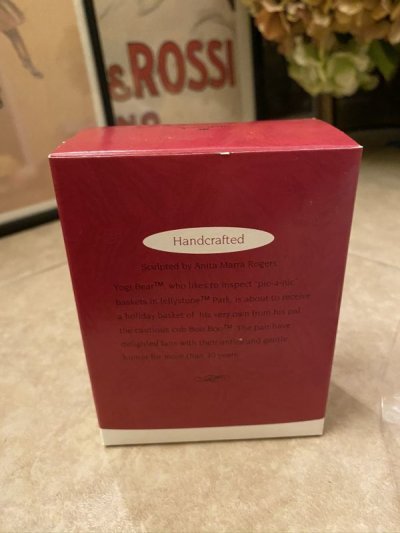 ROSSI
Handcrafted
Sculpted by Anita Marra Rogers
Yogi Bear™, who likes to inspect "pic-a-nic"
baskets in Jellystone™ Park, is about to receive
a holiday basket of his very own from his pal
the cautious cub Boo Boo™. The pair have
delighted fans with their antics and gentle
humor for more than 30 years.